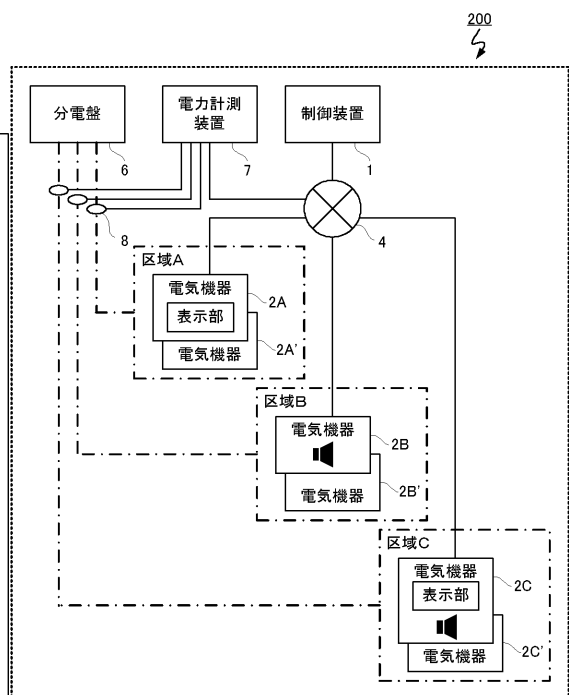 200
分電盤
電力計測
装置
制御装置
6
7
1
8
4
区域A
電気機器
2A
表示部
2A'
電気機器
区域B
電気機器
2B
2B'
電気機器
区域C
電気機器
2C
表示部
2C'
電気機器